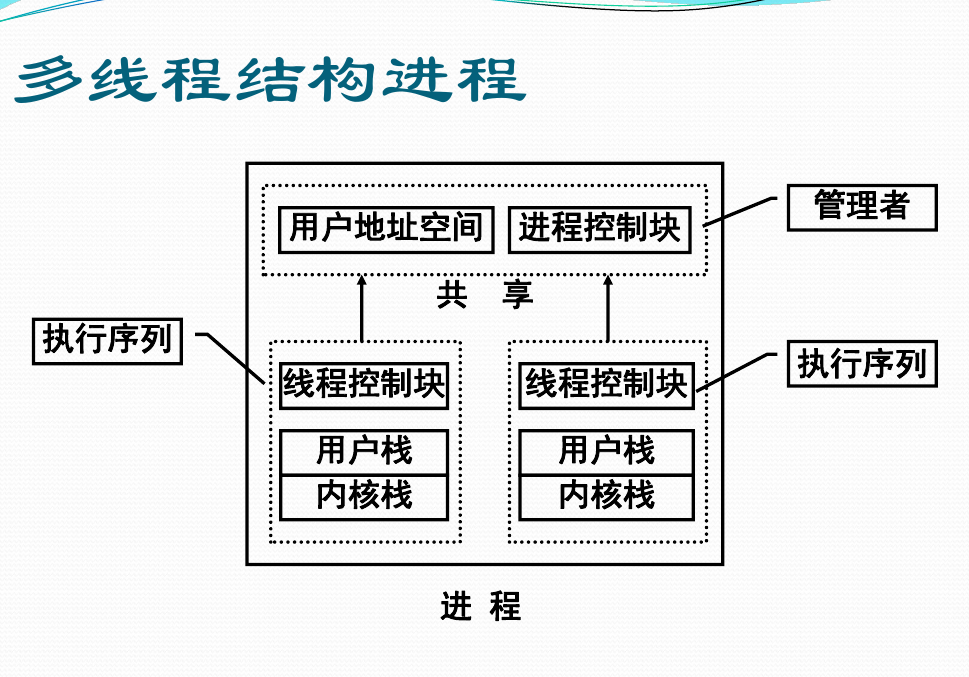 多线程结构进程
管理者
用户地址空间 进程控制块
共 享
执行序列
执行序列
线程控制块 线程控制块
用户栈 用户栈
内核栈 内核栈
进 程